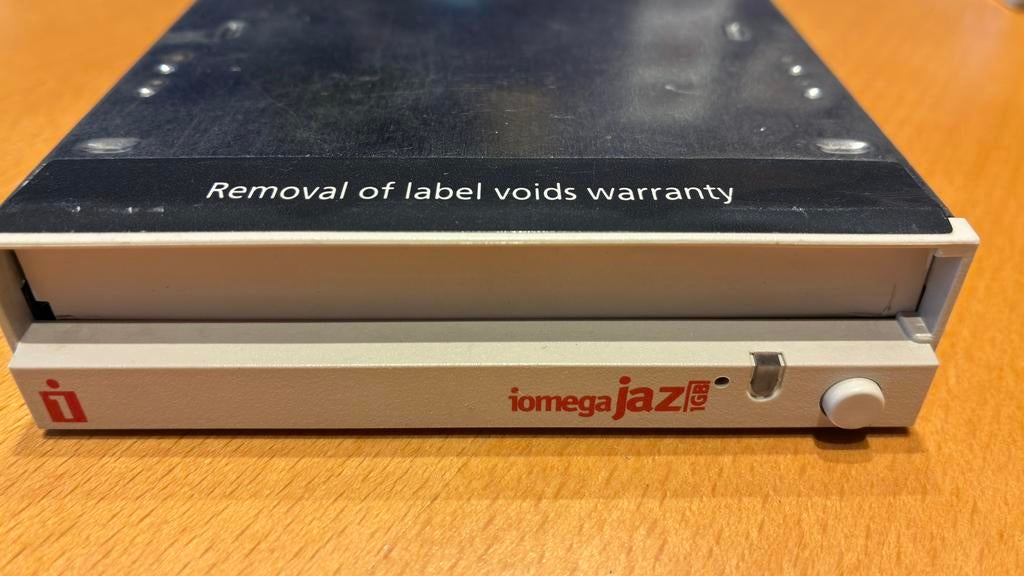 Removal of label voids warranty
i
iomega jaz 1GB